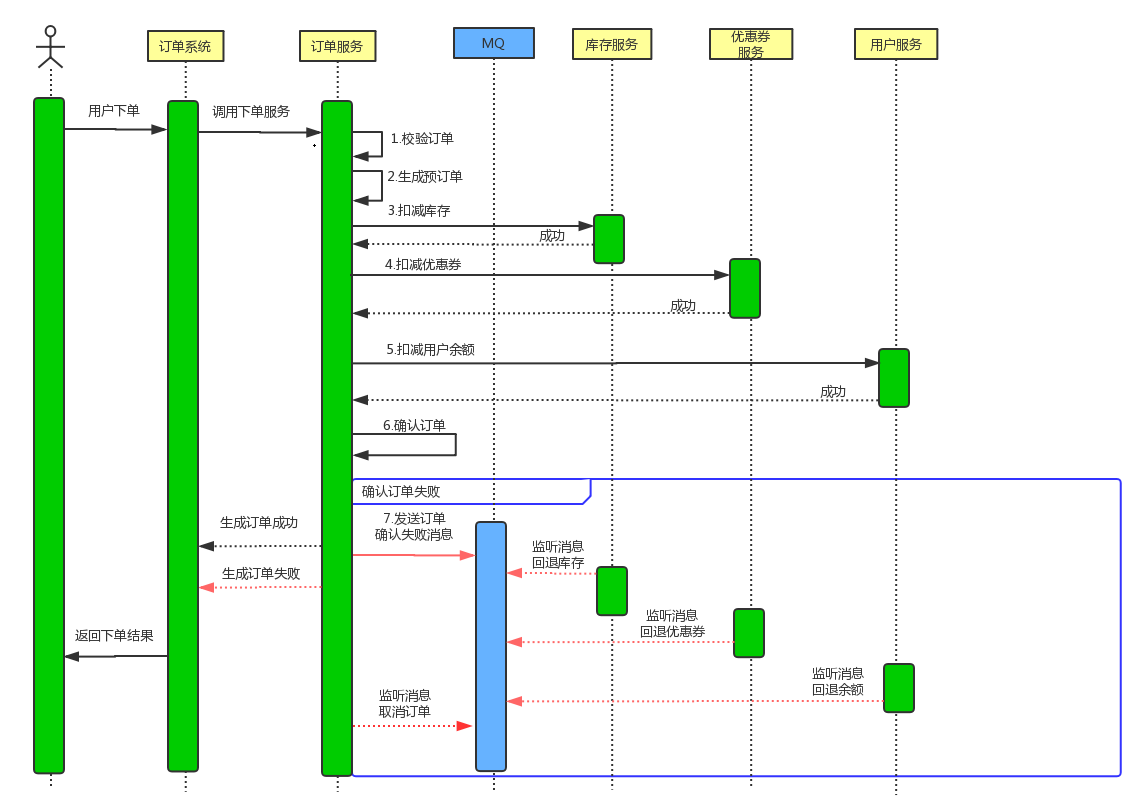 订单系统
订单服务
MQ
库存服务
优惠券
服务
用户服务
用户下单
调用下单服务
1.校验订单
2.生成预订单
3.扣减库存
成功
4.扣减优惠券
成功
5.扣减用户余额
成功
6.确认订单
确认订单失败
生成订单成功
7.发送订单
确认失败消息
监听消息
回退库存
生成订单失败
监听消息
回退优惠券
返回下单结果
监听消息
回退余额
监听消息
取消订单